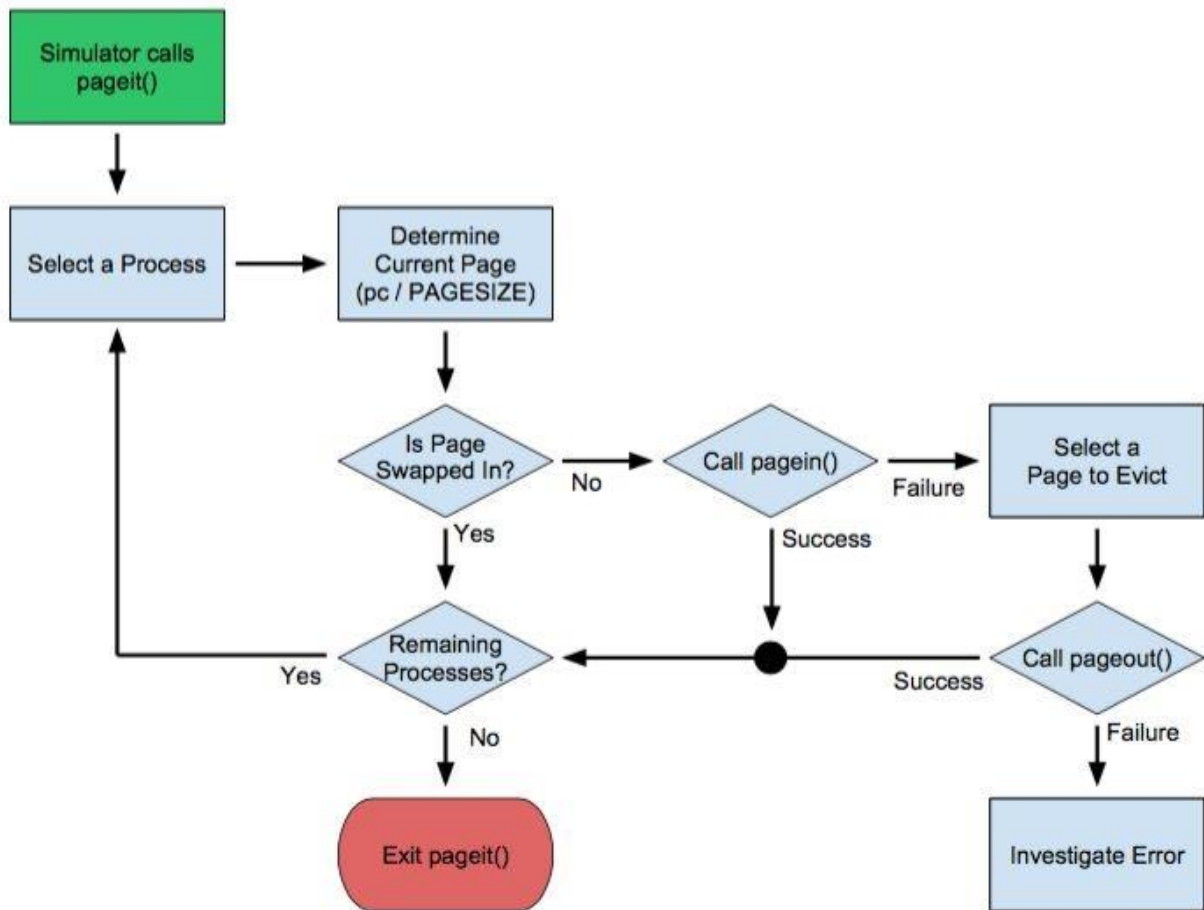 Simulator calls
pageit()
Select a Process
Determine
Current Page
(pc / PAGESIZE)
Is Page
Swapped In?
No
Call pagein()
Failure
Select a
Page to Evict
Yes
Success
Remaining
Processes?
Yes
Success
Call pageout()
No
Failure
Exit pageit()
Investigate Error